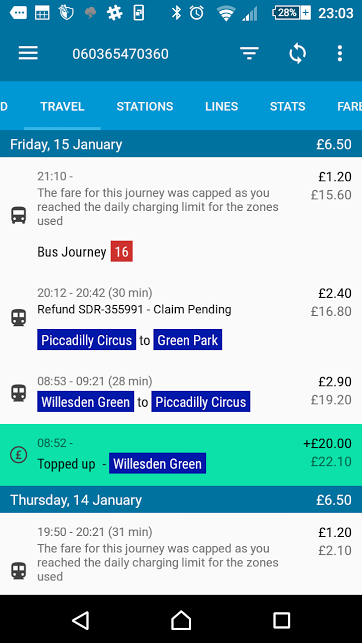 28% 23:03
060365470360
D TRAVEL STATIONS LINES STATS FARE
Friday, 15 January £6.50
21:10 - £1.20
The fare for this journey was capped as you £15.60
reached the daily charging limit for the zones
used
Bus Journey 16
20:12 - 20:42 (30 min) £2.40
Refund SDR-355991 - Claim Pending £16.80
Piccadilly Circus to Green Park
08:53 - 09:21 (28 min) £2.90
Willesden Green to Piccadilly Circus £19.20
08:52 - +£20.00
Topped up - Willesden Green £22.10
Thursday, 14 January £6.50
19:50 - 20:21 (31 min) £1.20
The fare for this journey was capped as you £2.10
reached the daily charging limit for the zones
used